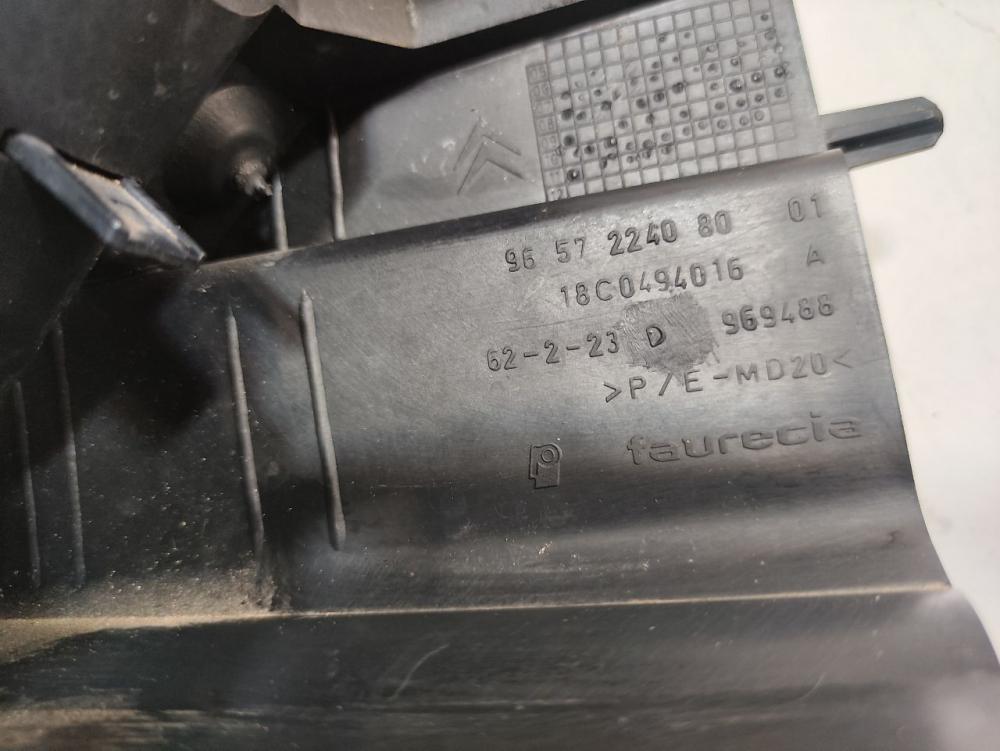 96 57 2240 80 01
18C0494016 A
62-2-23 D 969488
>P/E-MD20<
faurecia